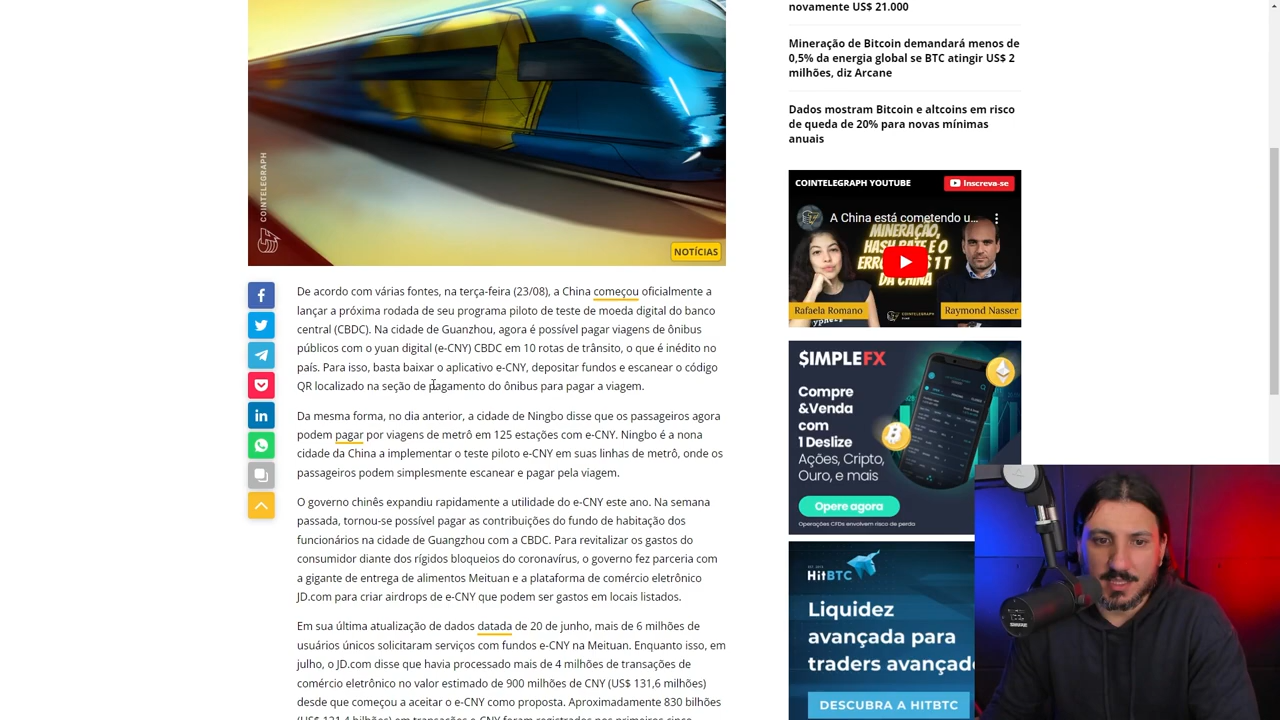 COINTELEGRAPH
NOTÍCIAS
De acordo com várias fontes, na terça-feira (23/08), a China começou oficialmente a
lançar a próxima rodada de seu programa piloto de teste de moeda digital do banco
central (CBDC). Na cidade de Guanzhou, agora é possível pagar viagens de ônibus
públicos com o yuan digital (e-CNY) CBDC em 10 rotas de trânsito, o que é inédito no
país. Para isso, basta baixar o aplicativo e-CNY, depositar fundos e escanear o código
QR localizado na seção de pagamento do ônibus para pagar a viagem.
Da mesma forma, no dia anterior, a cidade de Ningbo disse que os passageiros agora
podem pagar por viagens de metrô em 125 estações com e-CNY. Ningbo é a nona
cidade da China a implementar o teste piloto e-CNY em suas linhas de metrô, onde os
passageiros podem simplesmente escanear e pagar pela viagem.
O governo chinês expandiu rapidamente a utilidade do e-CNY este ano. Na semana
passada, tornou-se possível pagar as contribuições do fundo de habitação dos
funcionários na cidade de Guangzhou com a CBDC. Para revitalizar os gastos do
consumidor diante dos rígidos bloqueios do coronavírus, o governo fez parceria com
a gigante de entrega de alimentos Meituan e a plataforma de comércio eletrônico
JD.com para criar airdrops de e-CNY que podem ser gastos em locais listados.
Em sua última atualização de dados datada de 20 de junho, mais de 6 milhões de
usuários únicos solicitaram serviços com fundos e-CNY na Meituan. Enquanto isso, em
julho, o JD.com disse que havia processado mais de 4 milhões de transações de
comércio eletrônico no valor estimado de 900 milhões de CNY (US$ 131,6 milhões)
desde que começou a aceitar o e-CNY como proposta. Aproximadamente 830 bilhões
(US$ 121,4 bilhões) em transações e-CNY foram registrados nos primeiros cinco
novamente US$ 21.000
Mineração de Bitcoin demandará menos de
0,5% da energia global se BTC atingir US$ 2
milhões, diz Arcane
Dados mostram Bitcoin e altcoins em risco
de queda de 20% para novas mínimas
anuais
COINTELEGRAPH YOUTUBE
Inscreva-se
A China está cometendo u...
MINERAÇÃO,
HASH RATE E O
DA CHINA
Rafaela Romano
Raymond Nasser
$IMPLEFX
Compre
&Venda
com
1 Deslize
Ações, Cripto,
Ouro, e mais
Opere agora
Operações CFDs envolvem risco de perda
HitBTC
Liquidez
avançada para
traders avançad
DESCUBRA A HITBTC